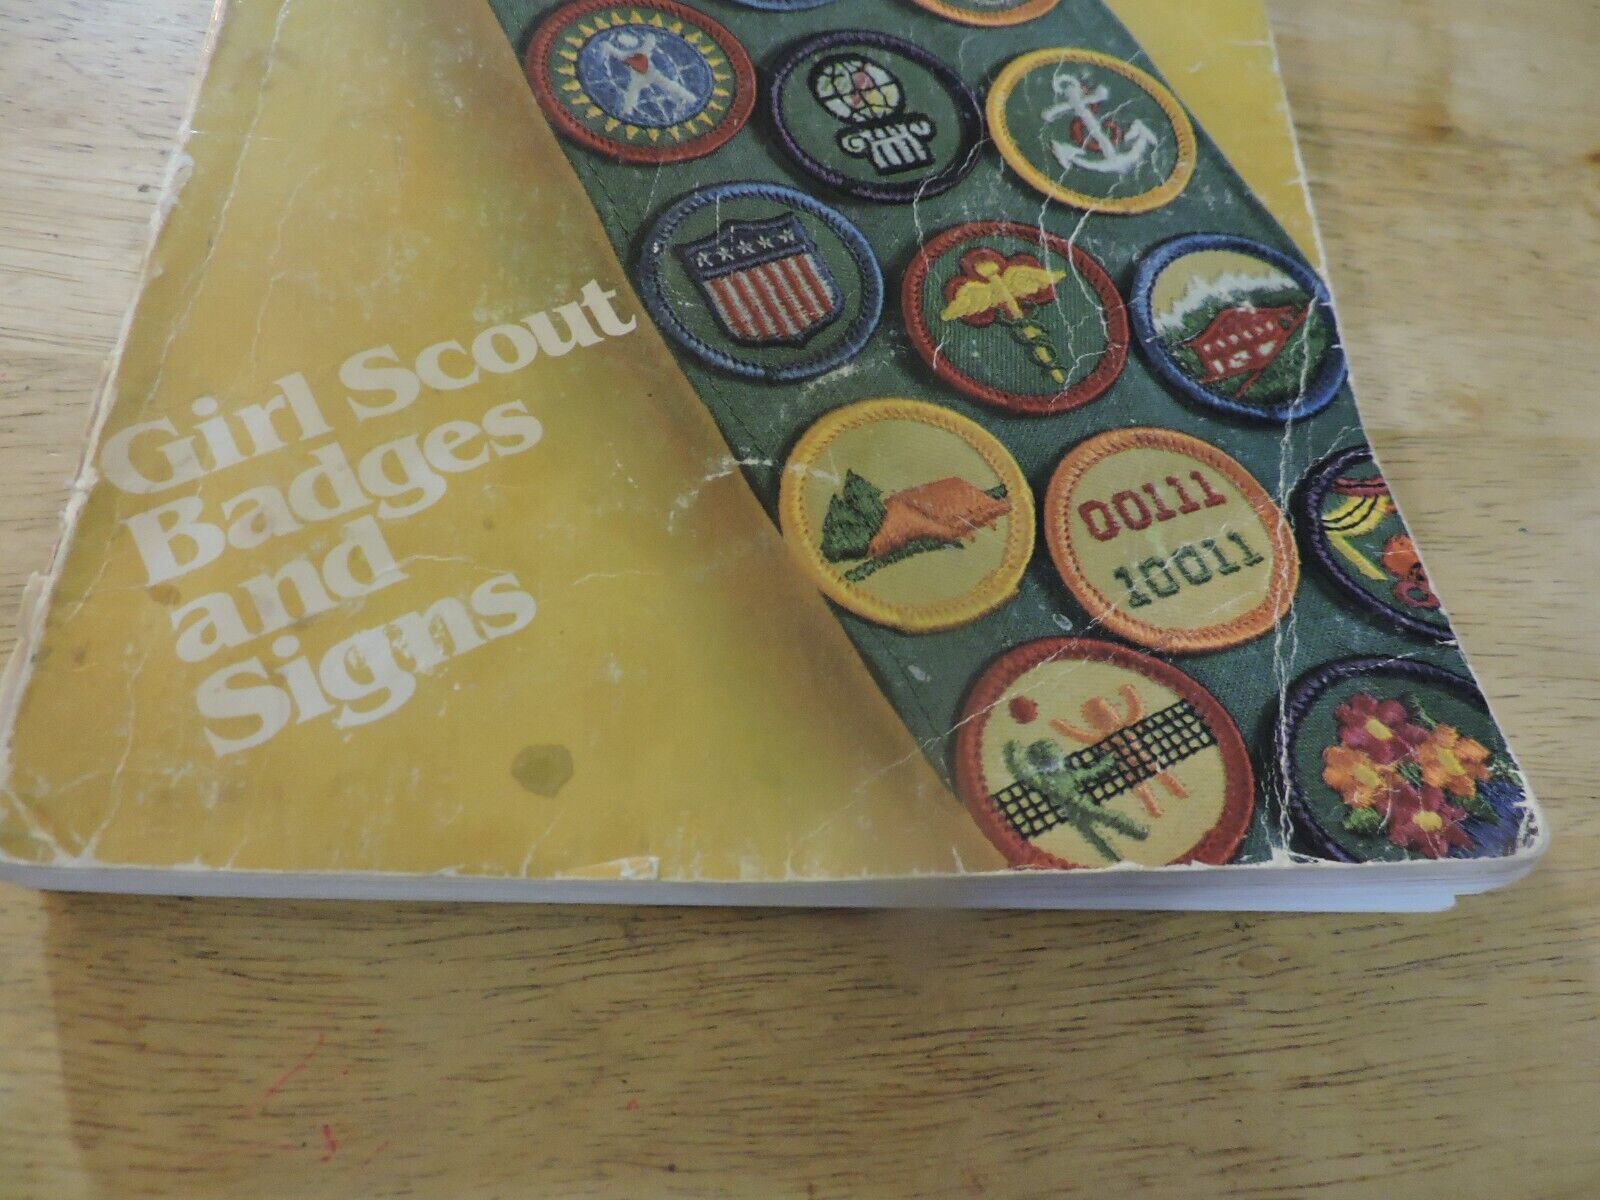 Girl Scout
Badges
and
Signs
00111
10011